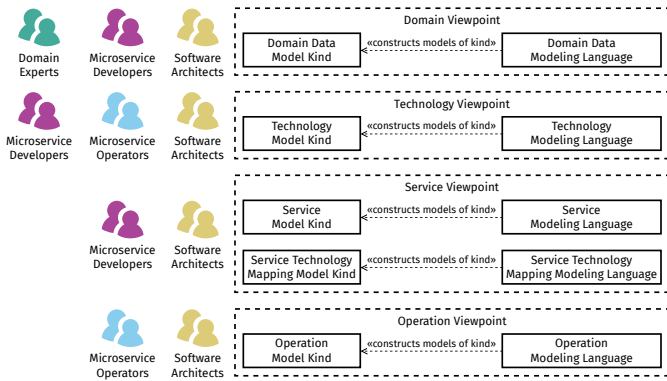 Domain Viewpoint
Domain
Experts
Microservice
Developers
Software
Architects
Domain Data
Model Kind
«constructs models of kind»
Domain Data
Modeling Language
Technology Viewpoint
Microservice
Developers
Microservice
Operators
Software
Architects
Technology
Model Kind
«constructs models of kind»
Technology
Modeling Language
Service Viewpoint
Microservice
Developers
Software
Architects
Service
Model Kind
«constructs models of kind»
Service
Modeling Language
Service Technology
Mapping Model Kind
«constructs models of kind»
Service Technology
Mapping Modeling Language
Operation Viewpoint
Microservice
Operators
Software
Architects
Operation
Model Kind
«constructs models of kind»
Operation
Modeling Language